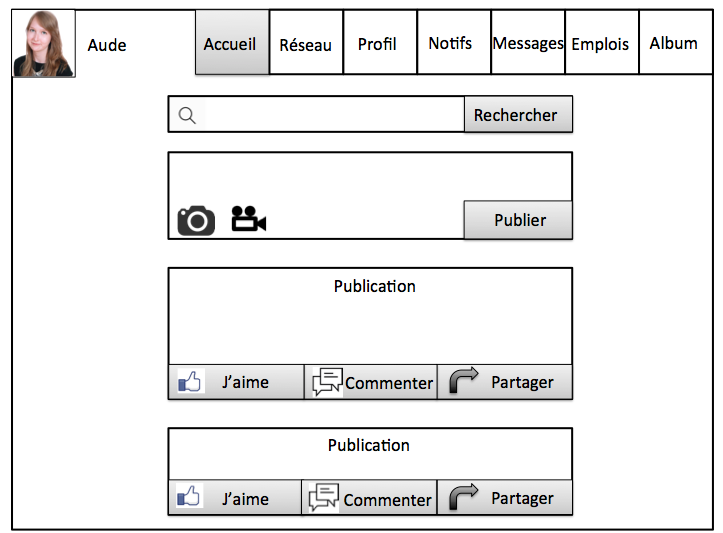 Aude
Accueil
Réseau
Profil
Notifs
Messages
Emplois
Album
Rechercher
Publier
Publication
J'aime
Commenter
Partager
Publication
J'aime
Commenter
Partager